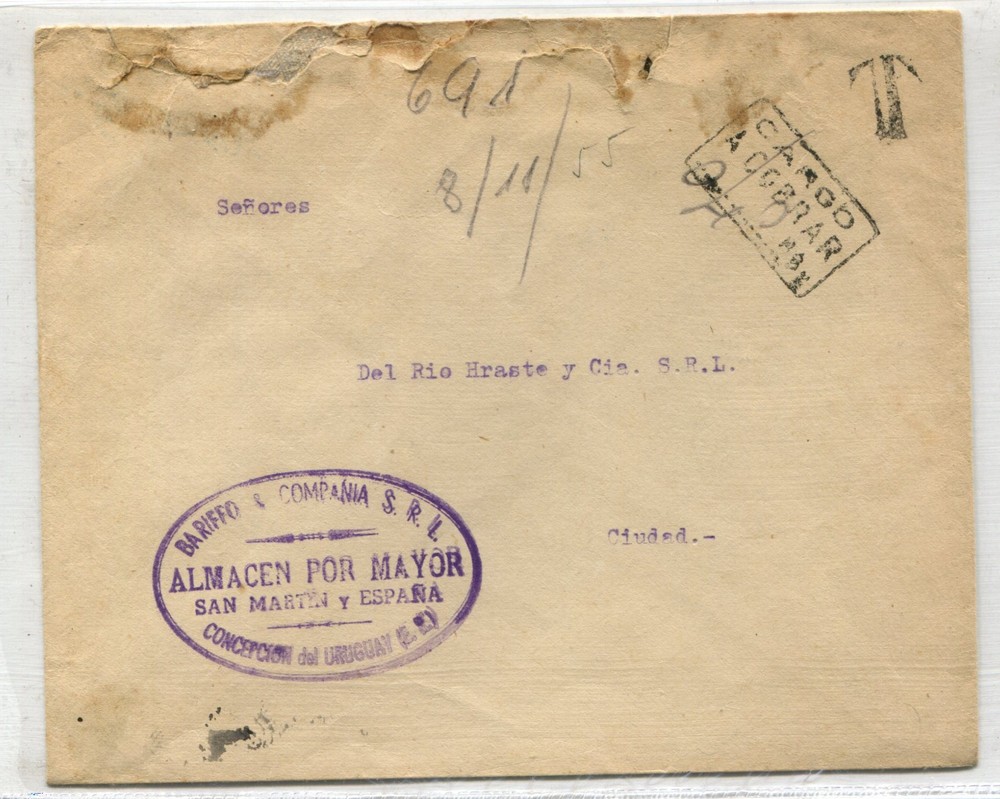 691
8/11/55
T
CARGO
A COBRAR
Señores
Del Rio Hraste y Cia. S.R.L.
Ciudad.-
BARIFFO & COMPAÑIA S. R. L.
ALMACEN POR MAYOR
SAN MARTIN Y ESPAÑA
CONCEPCION del URUGUAY (E. R.)